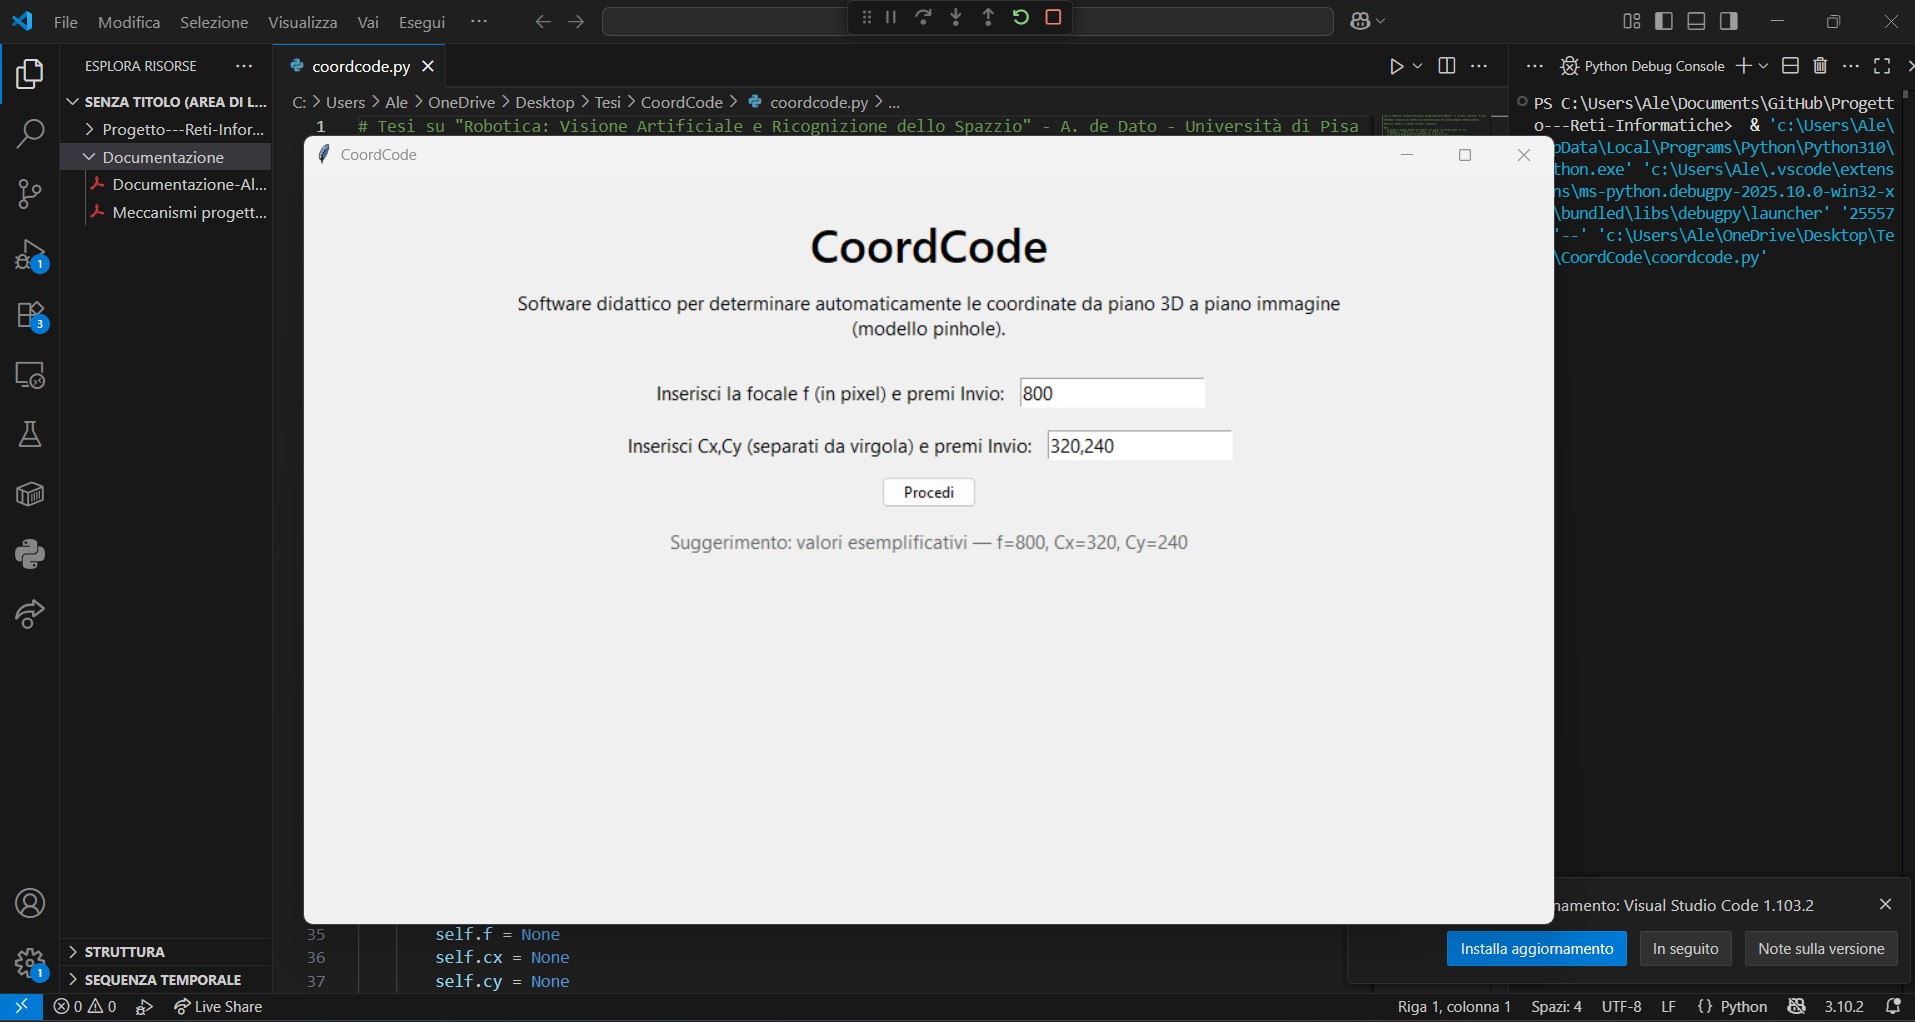 File Modifica Selezione Visualizza Vai Esegui ···
ESPLORA RISORSE ···
SENZA TITOLO (AREA DI L...
Progetto---Reti-Infor...
Documentazione
Documentazione-Al...
Meccanismi progett...
STRUTTURA
SEQUENZA TEMPORALE
1
3
1
coordcode.py
C: > Users > Ale > OneDrive > Desktop > Tesi > CoordCode > coordcode.py > ...
1 # Tesi su "Robotica: Visione Artificiale e Ricognizione dello Spazzio" - A. de Dato - Università di Pisa
CoordCode
CoordCode
Software didattico per determinare automaticamente le coordinate da piano 3D a piano immagine
(modello pinhole).
Inserisci la focale f (in pixel) e premi Invio: 800
Inserisci Cx,Cy (separati da virgola) e premi Invio: 320,240
Procedi
Suggerimento: valori esemplificativi — f=800, Cx=320, Cy=240
35 self.f = None
36 self.cx = None
37 self.cy = None
Python Debug Console
PS C:\Users\Ale\Documents\GitHub\Progett
o---Reti-Informatiche> & 'c:\Users\Ale\
pData\Local\Programs\Python\Python310\
thon.exe' 'c:\Users\Ale\.vscode\extens
ns\ms-python.debugpy-2025.10.0-win32-x
\bundled\libs\debugpy\launcher' '25557
'--' 'c:\Users\Ale\OneDrive\Desktop\Te
\CoordCode\coordcode.py'
namento: Visual Studio Code 1.103.2
Installa aggiornamento In seguito Note sulla versione
0 0 Live Share
Riga 1, colonna 1 Spazi: 4 UTF-8 LF {} Python 3.10.2